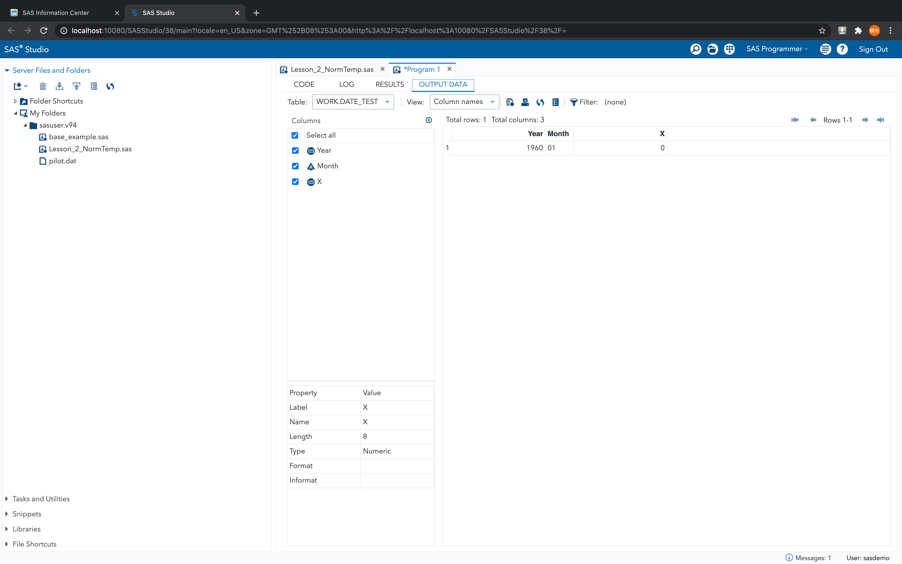 SAS Information Center
SAS Studio
localhost:10080/SASStudio/38/main?locale=en_US&zone=GMT%252B08%253A00&http%3A%2F%2Flocalhost%3A10080%2FSASStudio%2F38%2F=
SAS® Studio
SAS Programmer
Sign Out
Server Files and Folders
Folder Shortcuts
My Folders
sasuser.v94
base_example.sas
Lesson_2_NormTemp.sas
pilot.dat
Tasks and Utilities
Snippets
Libraries
File Shortcuts
Lesson_2_NormTemp.sas
*Program 1
CODE LOG RESULTS OUTPUT DATA
Table: WORK.DATE_TEST View: Column names Filter: (none)
Columns
Select all
Year
Month
X
Property Value
Label X
Name X
Length 8
Type Numeric
Format
Informat
Total rows: 1 Total columns: 3
Rows 1-1
Year Month X
1 1960 01 0
Messages: 1
User: sasdemo